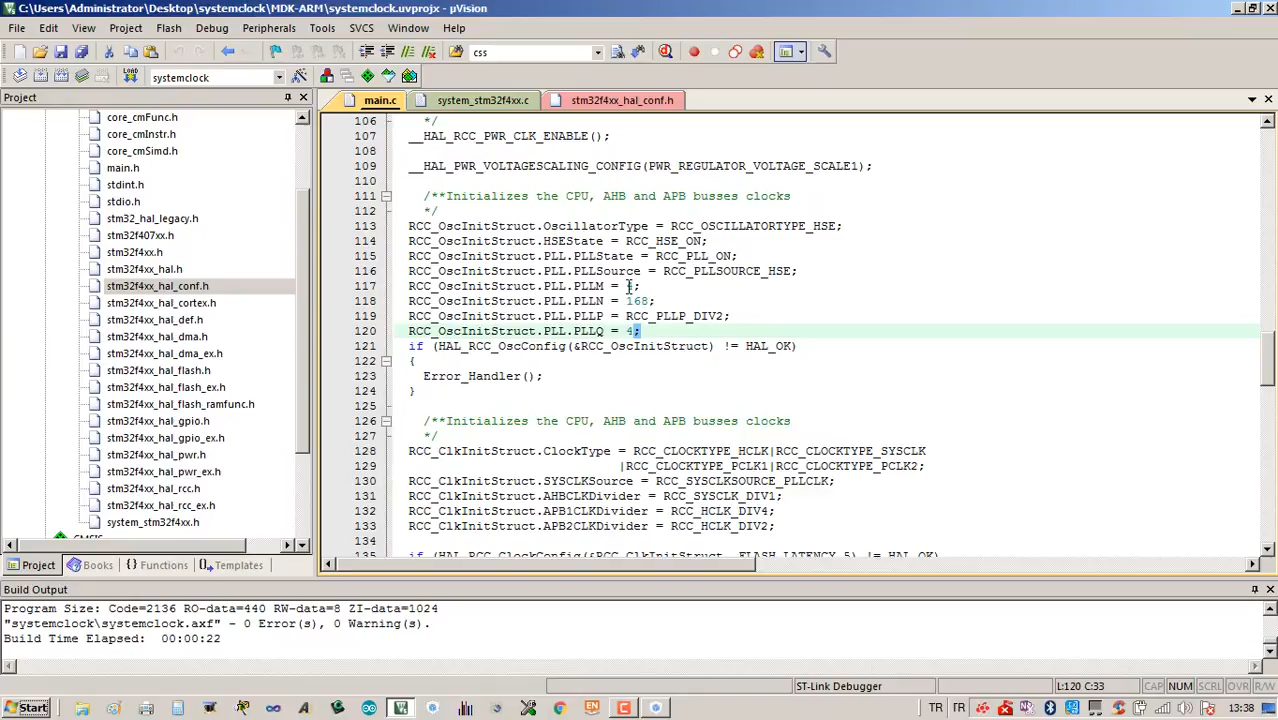 C:\Users\Administrator\Desktop\systemclock\MDK-ARM\systemclock.uvprojx - µVision
File Edit View Project Flash Debug Peripherals Tools SVCS Window Help
css
systemclock
Project
core_cmFunc.h
core_cmInstr.h
core_cmSimd.h
main.h
stdint.h
stdio.h
stm32_hal_legacy.h
stm32f407xx.h
stm32f4xx.h
stm32f4xx_hal.h
stm32f4xx_hal_conf.h
stm32f4xx_hal_cortex.h
stm32f4xx_hal_def.h
stm32f4xx_hal_dma.h
stm32f4xx_hal_dma_ex.h
stm32f4xx_hal_flash.h
stm32f4xx_hal_flash_ex.h
stm32f4xx_hal_flash_ramfunc.h
stm32f4xx_hal_gpio.h
stm32f4xx_hal_gpio_ex.h
stm32f4xx_hal_pwr.h
stm32f4xx_hal_pwr_ex.h
stm32f4xx_hal_rcc.h
stm32f4xx_hal_rcc_ex.h
system_stm32f4xx.h
CMSIS
Project Books {} Functions Templates
main.c system_stm32f4xx.c stm32f4xx_hal_conf.h
106 */
107 __HAL_RCC_PWR_CLK_ENABLE();
108
109 __HAL_PWR_VOLTAGESCALING_CONFIG(PWR_REGULATOR_VOLTAGE_SCALE1);
110
111 /**Initializes the CPU, AHB and APB busses clocks
112 */
113 RCC_OscInitStruct.OscillatorType = RCC_OSCILLATORTYPE_HSE;
114 RCC_OscInitStruct.HSEState = RCC_HSE_ON;
115 RCC_OscInitStruct.PLL.PLLState = RCC_PLL_ON;
116 RCC_OscInitStruct.PLL.PLLSource = RCC_PLLSOURCE_HSE;
117 RCC_OscInitStruct.PLL.PLLM = ;
118 RCC_OscInitStruct.PLL.PLLN = 168;
119 RCC_OscInitStruct.PLL.PLLP = RCC_PLLP_DIV2;
120 RCC_OscInitStruct.PLL.PLLQ = 4;
121 if (HAL_RCC_OscConfig(&RCC_OscInitStruct) != HAL_OK)
122 {
123 Error_Handler();
124 }
125
126 /**Initializes the CPU, AHB and APB busses clocks
127 */
128 RCC_ClkInitStruct.ClockType = RCC_CLOCKTYPE_HCLK|RCC_CLOCKTYPE_SYSCLK
129 |RCC_CLOCKTYPE_PCLK1|RCC_CLOCKTYPE_PCLK2;
130 RCC_ClkInitStruct.SYSCLKSource = RCC_SYSCLKSOURCE_PLLCLK;
131 RCC_ClkInitStruct.AHBCLKDivider = RCC_SYSCLK_DIV1;
132 RCC_ClkInitStruct.APB1CLKDivider = RCC_HCLK_DIV4;
133 RCC_ClkInitStruct.APB2CLKDivider = RCC_HCLK_DIV2;
134
135 if (HAL_RCC_ClockConfig(&RCC_ClkInitStruct, FLASH_LATENCY_5) != HAL_OK)
Build Output
Program Size: Code=2136 RO-data=440 RW-data=8 ZI-data=1024
"systemclock\systemclock.axf" - 0 Error(s), 0 Warning(s).
Build Time Elapsed: 00:00:22
ST-Link Debugger L:120 C:33 CAP NUM SCRL OVR R/W
Start EN TR FR 13:38